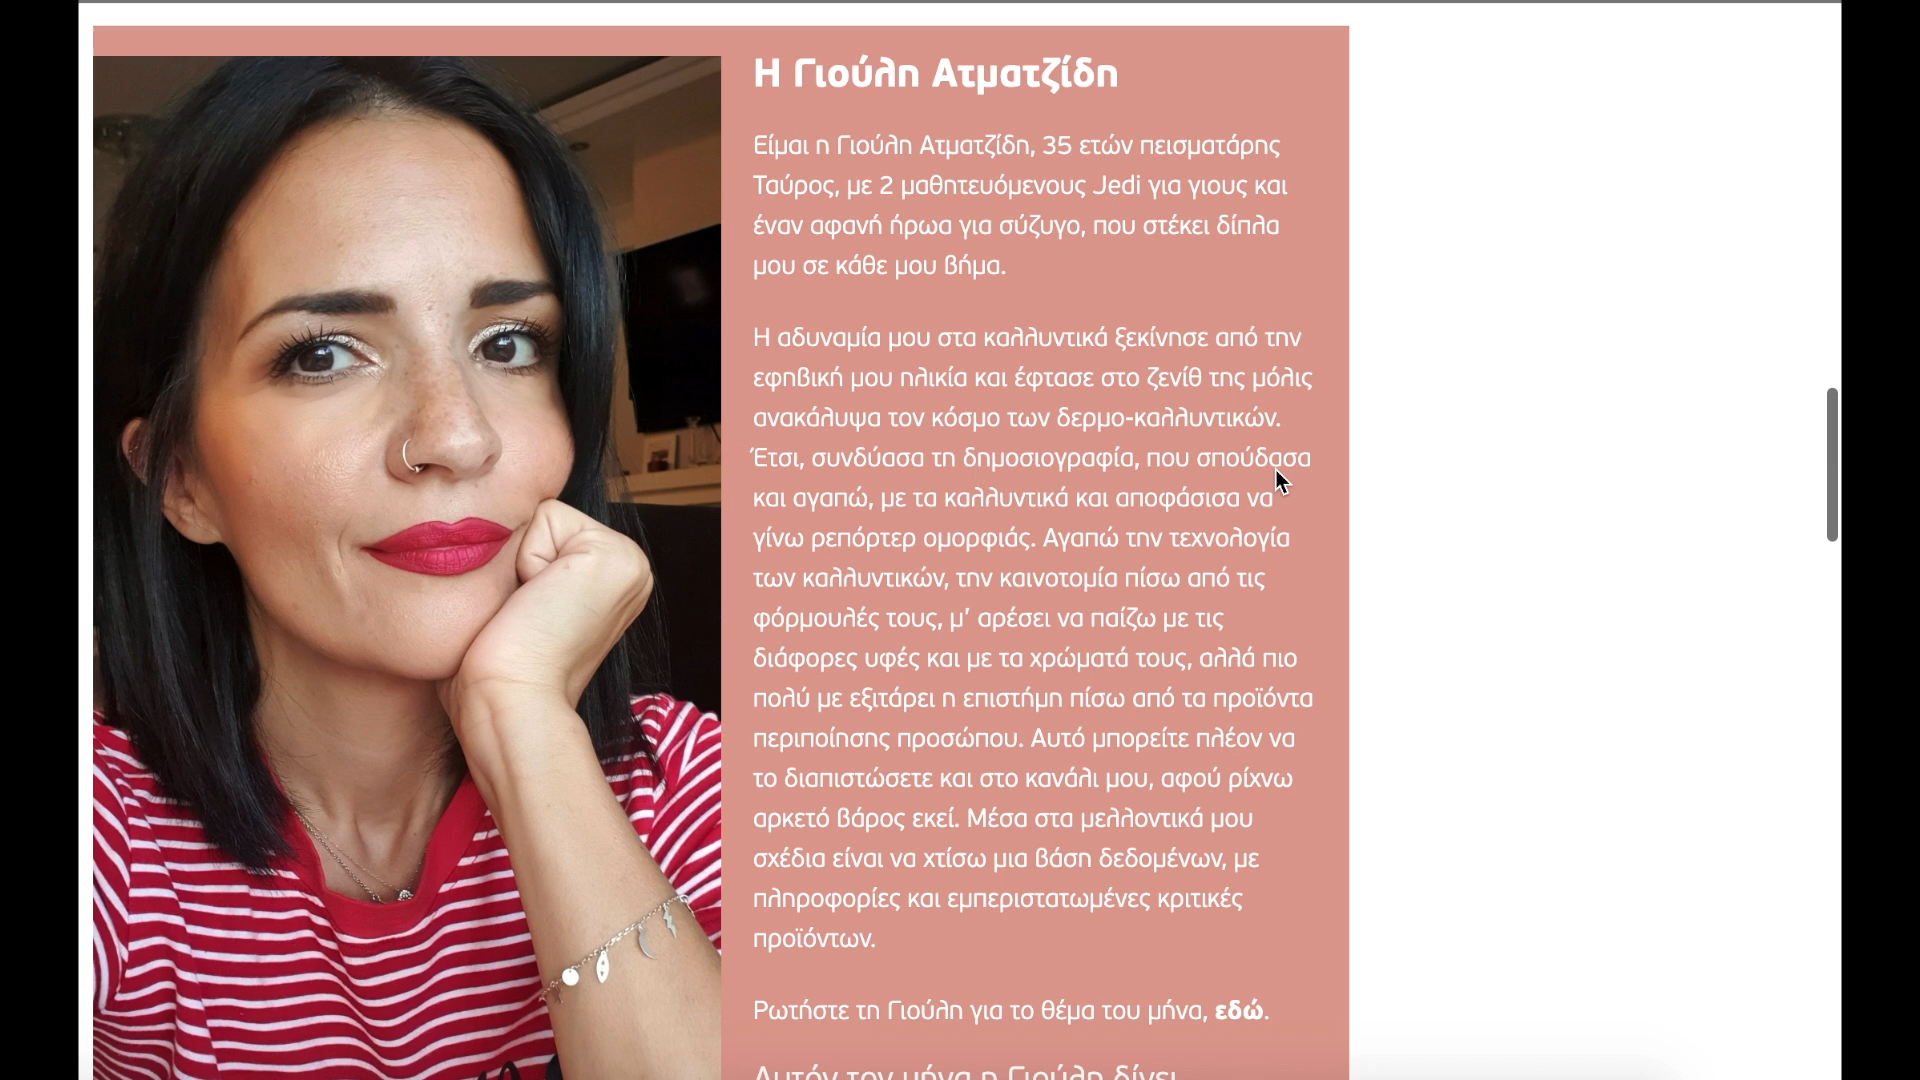 Η Γιούλη Ατματζίδη
Είμαι η Γιούλη Ατματζίδη, 35 ετών πεισματάρης
Ταύρος, με 2 μαθητευόμενους Jedi για γιους και
έναν αφανή ήρωα για σύζυγο, που στέκει δίπλα
μου σε κάθε μου βήμα.
Η αδυναμία μου στα καλλυντικά ξεκίνησε από την
εφηβική μου ηλικία και έφτασε στο ζενίθ της μόλις
ανακάλυψα τον κόσμο των δερμο-καλλυντικών.
Έτσι, συνδύασα τη δημοσιογραφία, που σπούδασα
και αγαπώ, με τα καλλυντικά και αποφάσισα να
γίνω ρεπόρτερ ομορφιάς. Αγαπώ την τεχνολογία
των καλλυντικών, την καινοτομία πίσω από τις
φόρμουλές τους, μ’ αρέσει να παίζω με τις
διάφορες υφές και με τα χρώματά τους, αλλά πιο
πολύ με εξιτάρει η επιστήμη πίσω από τα προϊόντα
περιποίησης προσώπου. Αυτό μπορείτε πλέον να
το διαπιστώσετε και στο κανάλι μου, αφού ρίχνω
αρκετό βάρος εκεί. Μέσα στα μελλοντικά μου
σχέδια είναι να χτίσω μια βάση δεδομένων, με
πληροφορίες και εμπεριστατωμένες κριτικές
προϊόντων.
Ρωτήστε τη Γιούλη για το θέμα του μήνα, εδώ.
Αυτόν τον μήνα η Γιούλη δίνει